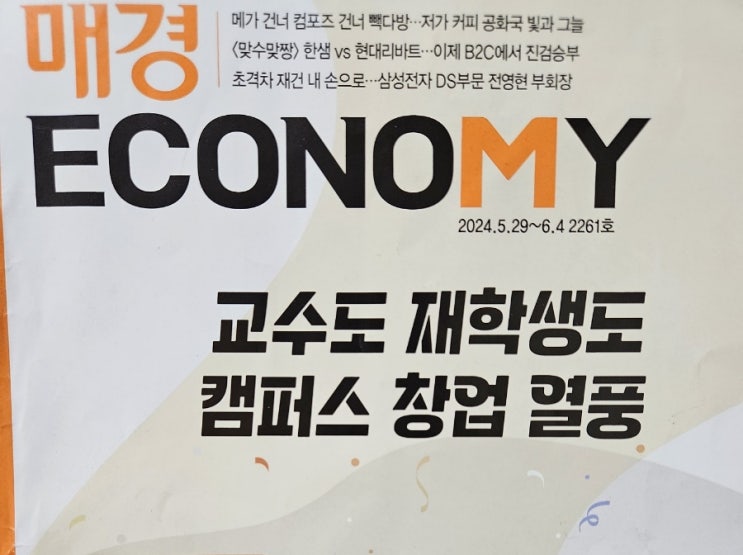 매경
메가 건너 컴포즈 건너 빽다방…저가 커피 공화국 빛과 그늘
〈맞수맞짱〉 한샘 vs 현대리바트…이제 B2C에서 진검승부
초격차 재건 내 손으로…삼성전자 DS부문 전영현 부회장
ECONOMY
2024.5.29~6.4 2261호
교수도 재학생도
캠퍼스 창업 열풍